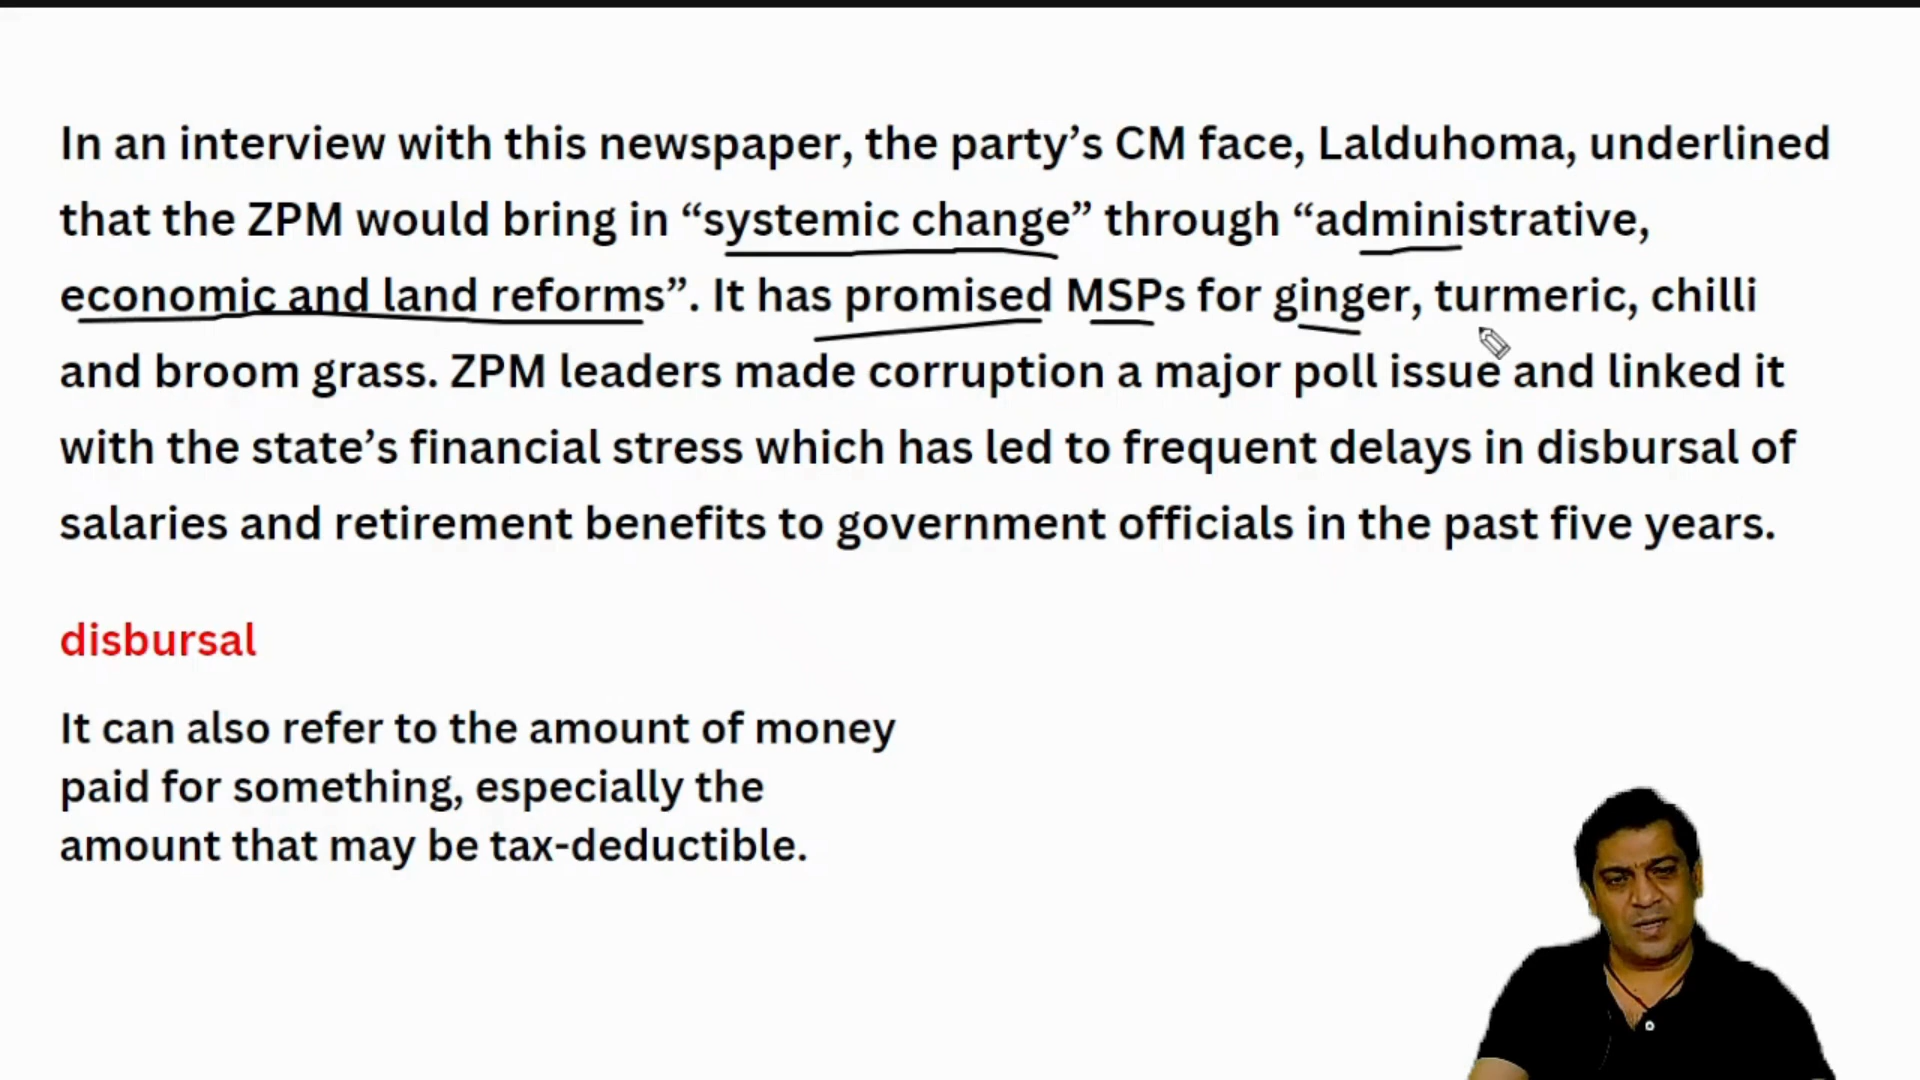 In an interview with this newspaper, the party’s CM face, Lalduhoma, underlined
that the ZPM would bring in “systemic change” through “administrative,
economic and land reforms”. It has promised MSPs for ginger, turmeric, chilli
and broom grass. ZPM leaders made corruption a major poll issue and linked it
with the state’s financial stress which has led to frequent delays in disbursal of
salaries and retirement benefits to government officials in the past five years.
disbursal
It can also refer to the amount of money
paid for something, especially the
amount that may be tax-deductible.